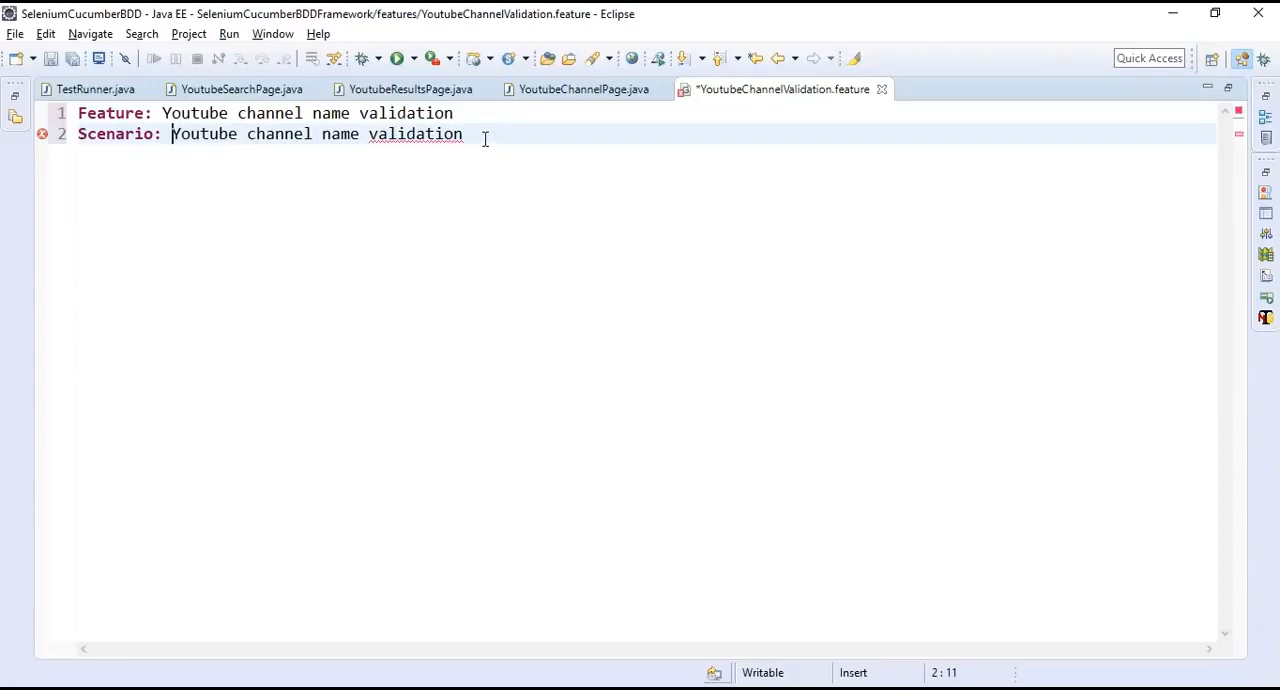 SeleniumCucumberBDD - Java EE - SeleniumCucumberBDDFramework/features/YoutubeChannelValidation.feature - Eclipse
File Edit Navigate Search Project Run Window Help
Quick Access
TestRunner.java YoutubeSearchPage.java YoutubeResultsPage.java YoutubeChannelPage.java *YoutubeChannelValidation.feature
1 Feature: Youtube channel name validation
2 Scenario: Youtube channel name validation
Writable Insert 2 : 11